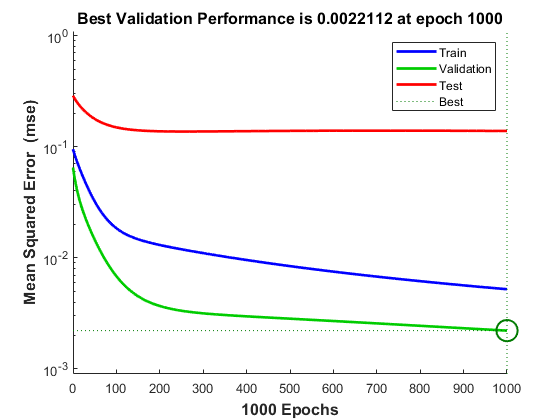 Best Validation Performance is 0.0022112 at epoch 1000
Train
Validation
Test
Best
Mean Squared Error (mse)
10^0
10^-1
10^-2
10^-3
0 100 200 300 400 500 600 700 800 900 1000
1000 Epochs